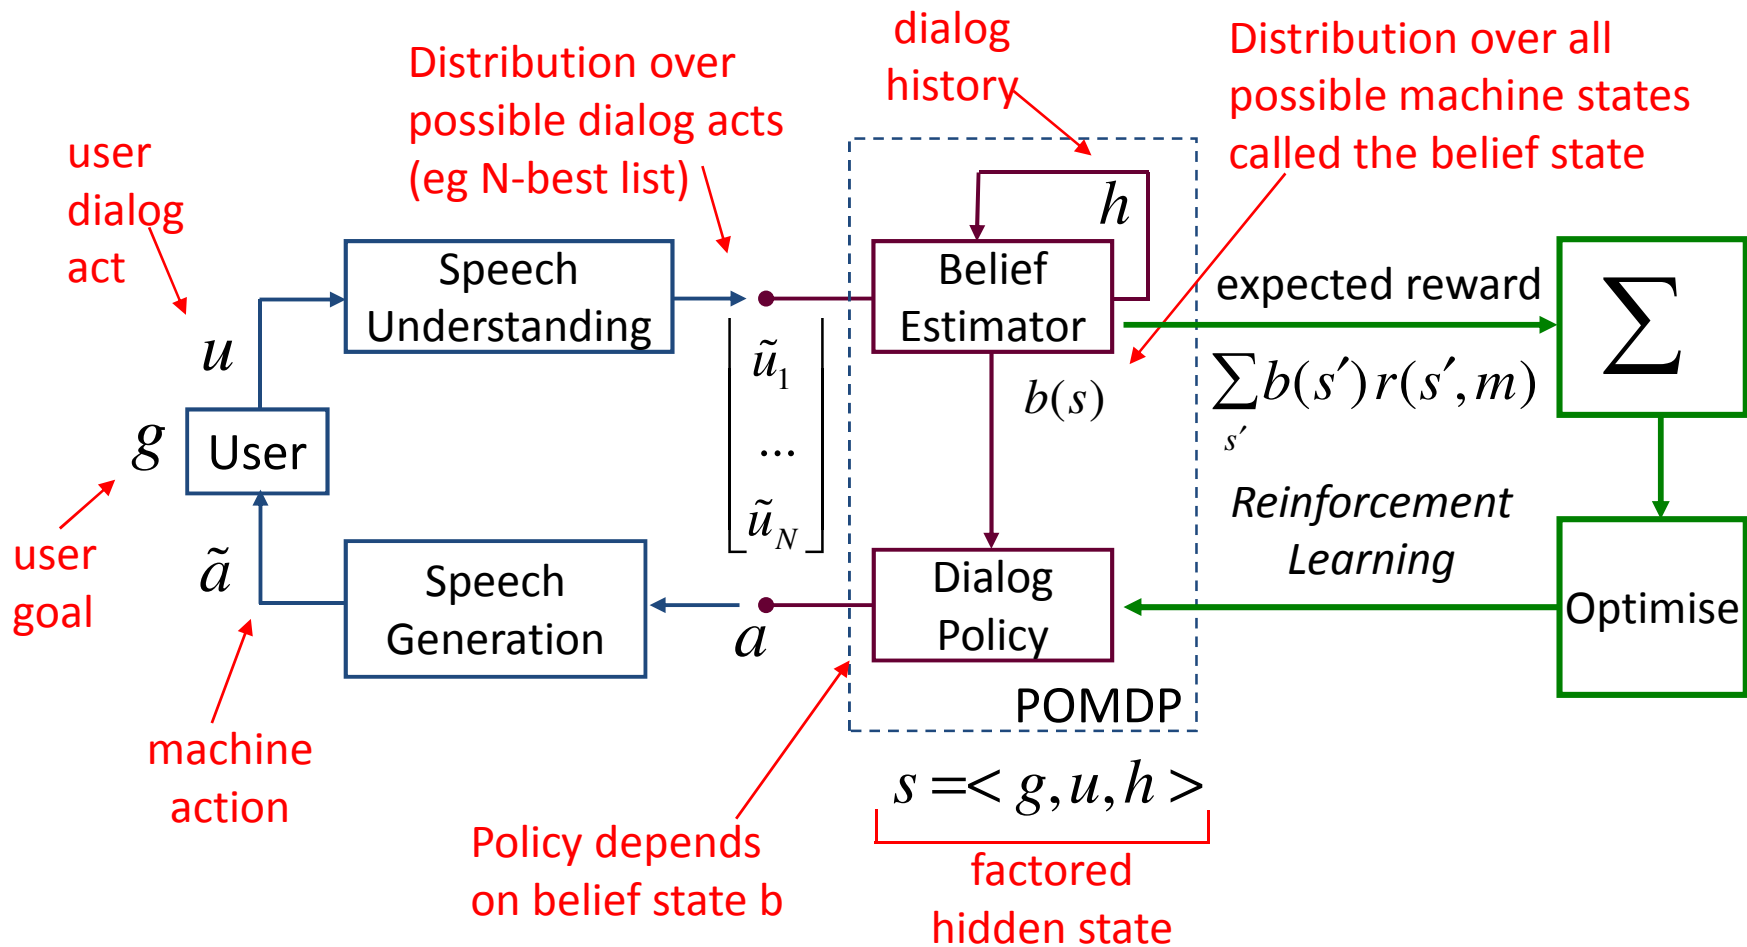 dialog
history
Distribution over all
possible machine states
called the belief state
Distribution over
possible dialog acts
(eg N-best list)
user
dialog
act
h
Speech
Understanding
Belief
Estimator
expected reward
∑
u
ũ₁
...
ũ_N
b(s)
∑_{s′} b(s′) r(s′, m)
g
User
Reinforcement
Learning
user
goal
ã
Speech
Generation
a
Dialog
Policy
Optimise
POMDP
machine
action
s =< g, u, h >
Policy depends
on belief state b
factored
hidden state